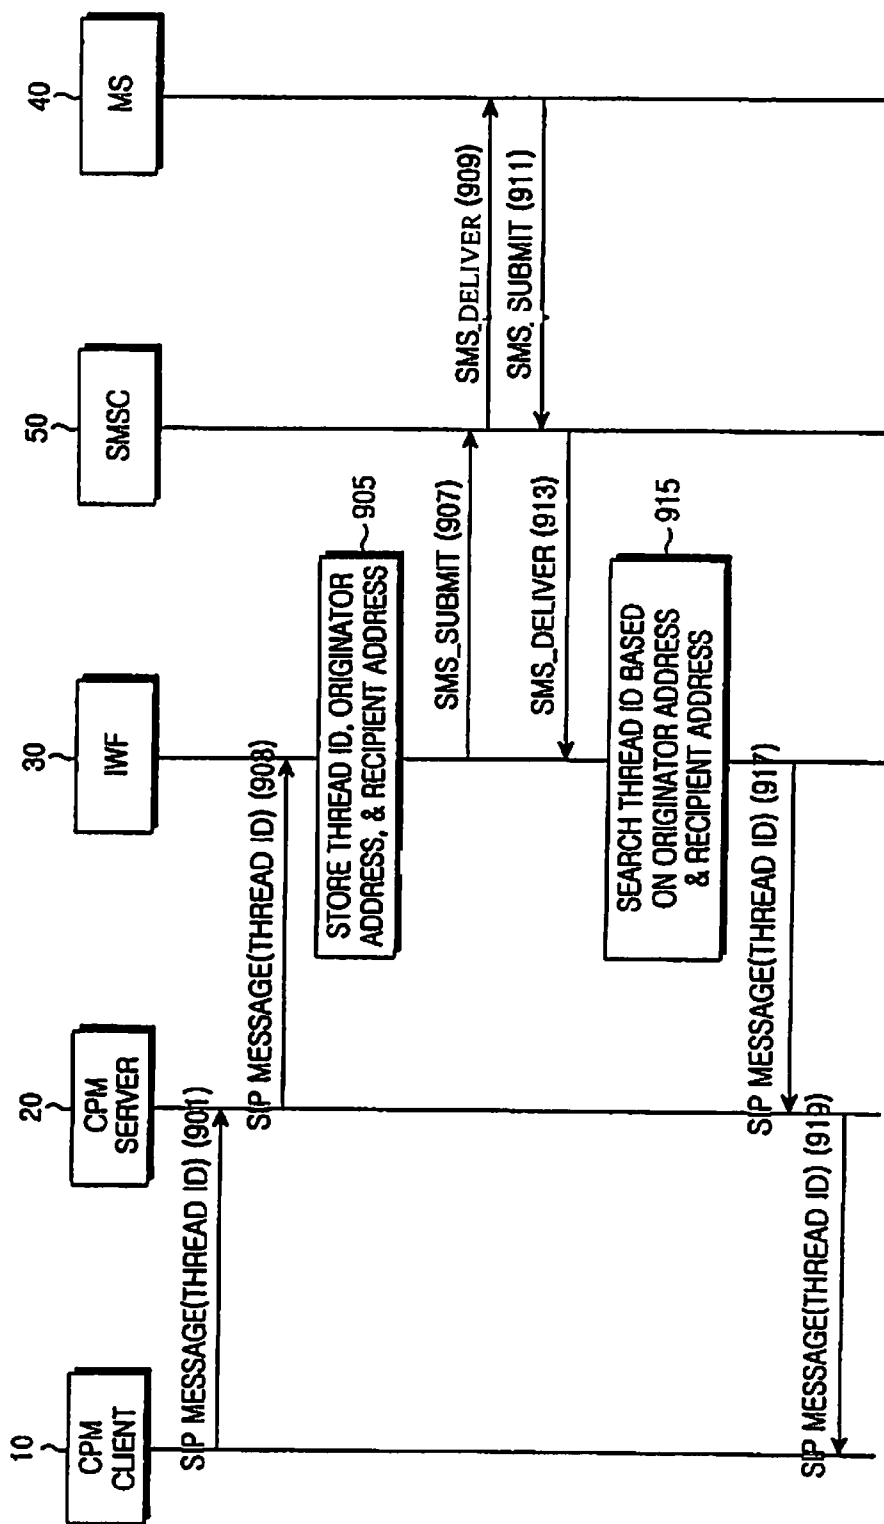 10
CPM
CLIENT
20
CPM
SERVER
30
IWF
50
SMSC
40
MS
SIP MESSAGE(THREAD ID) (901)
SIP MESSAGE(THREAD ID) (908)
STORE THREAD ID, ORIGINATOR
ADDRESS, & RECIPIENT ADDRESS
905
SMS_SUBMIT (907)
SMS_DELIVER (909)
SMS_SUBMIT (911)
SMS_DELIVER (913)
SEARCH THREAD ID BASED
ON ORIGINATOR ADDRESS
& RECIPIENT ADDRESS
915
SIP MESSAGE(THREAD ID) (917)
SIP MESSAGE(THREAD ID) (919)